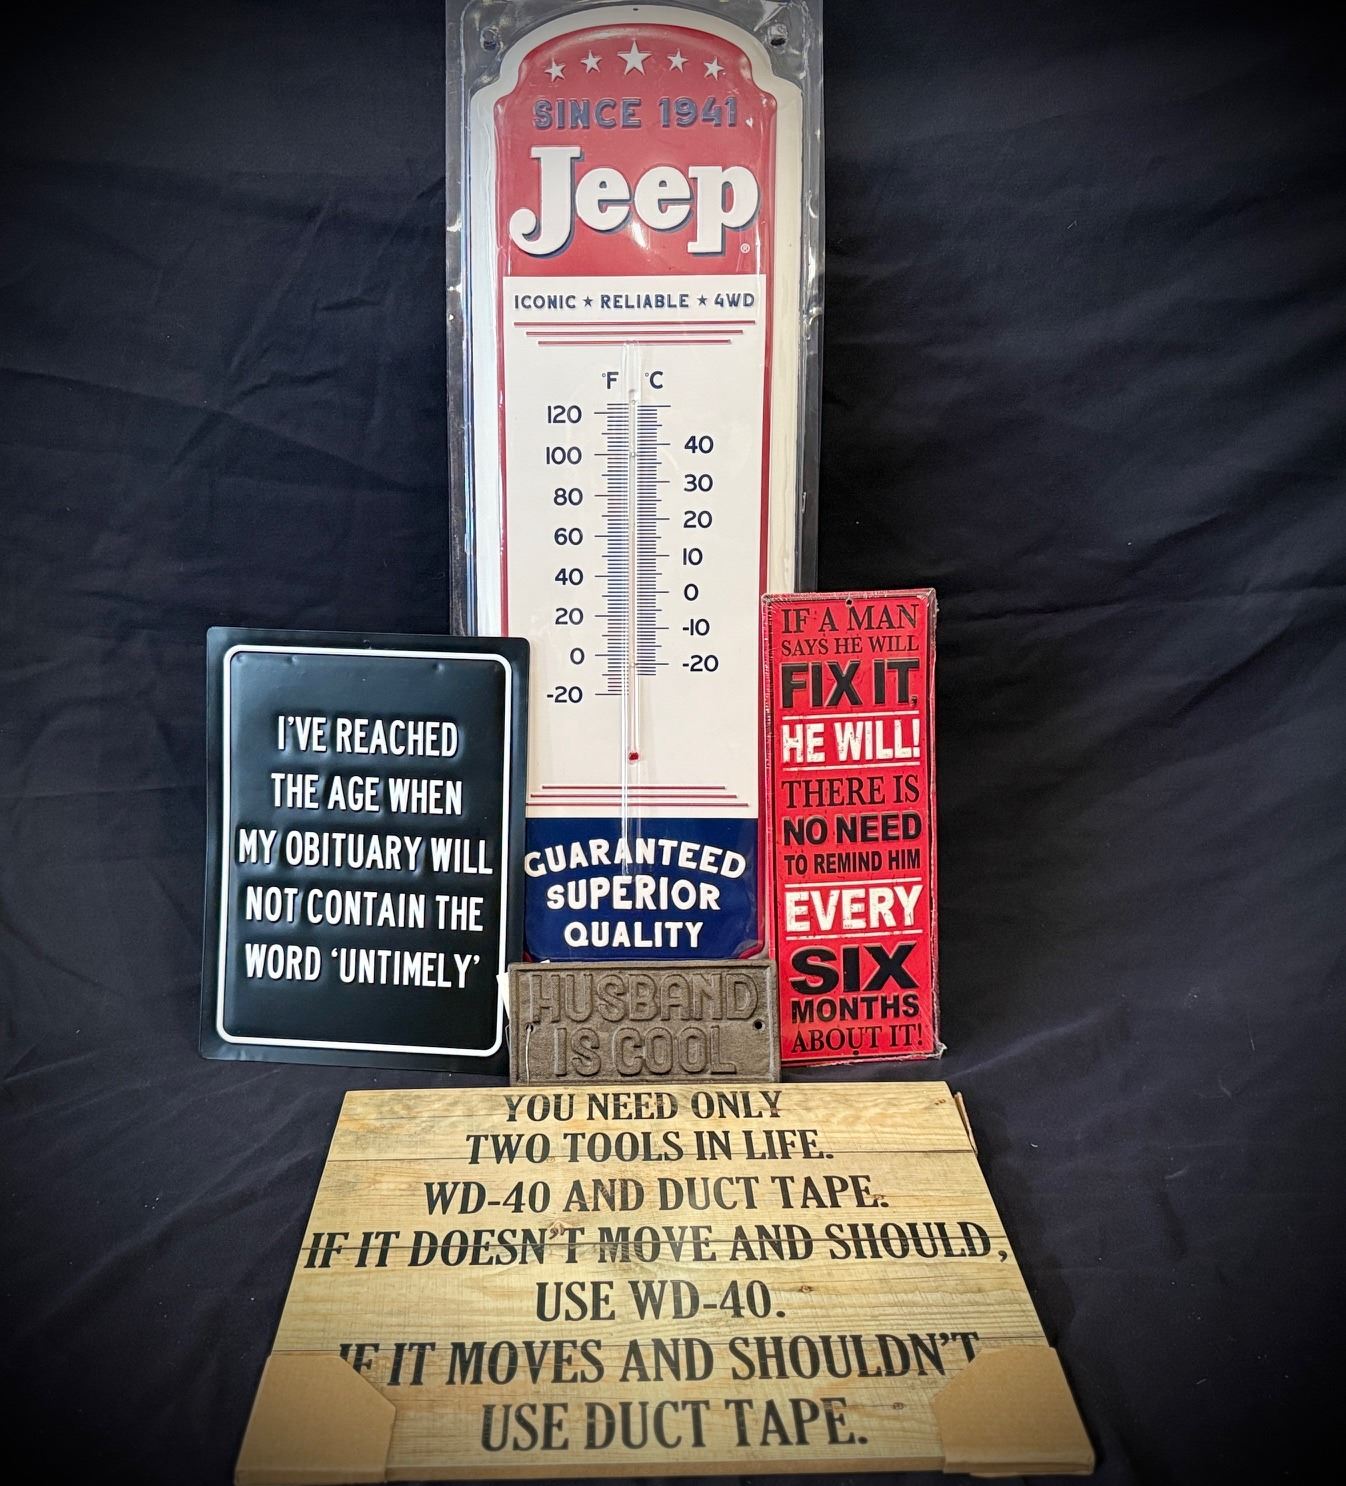 SINCE 1941
Jeep®
ICONIC ★ RELIABLE ★ 4WD
°F °C
120
40
100
30
80
20
60
10
40
0
20
-10
0
-20
-20
GUARANTEED
SUPERIOR
QUALITY
I'VE REACHED
THE AGE WHEN
MY OBITUARY WILL
NOT CONTAIN THE
WORD ‘UNTIMELY’
IF A MAN
SAYS HE WILL
FIX IT,
HE WILL!
THERE IS
NO NEED
TO REMIND HIM
EVERY
SIX
MONTHS
ABOUT IT!
HUSBAND
IS COOL
YOU NEED ONLY
TWO TOOLS IN LIFE.
WD-40 AND DUCT TAPE.
IF IT DOESN'T MOVE AND SHOULD,
USE WD-40.
IF IT MOVES AND SHOULDN'T
USE DUCT TAPE.